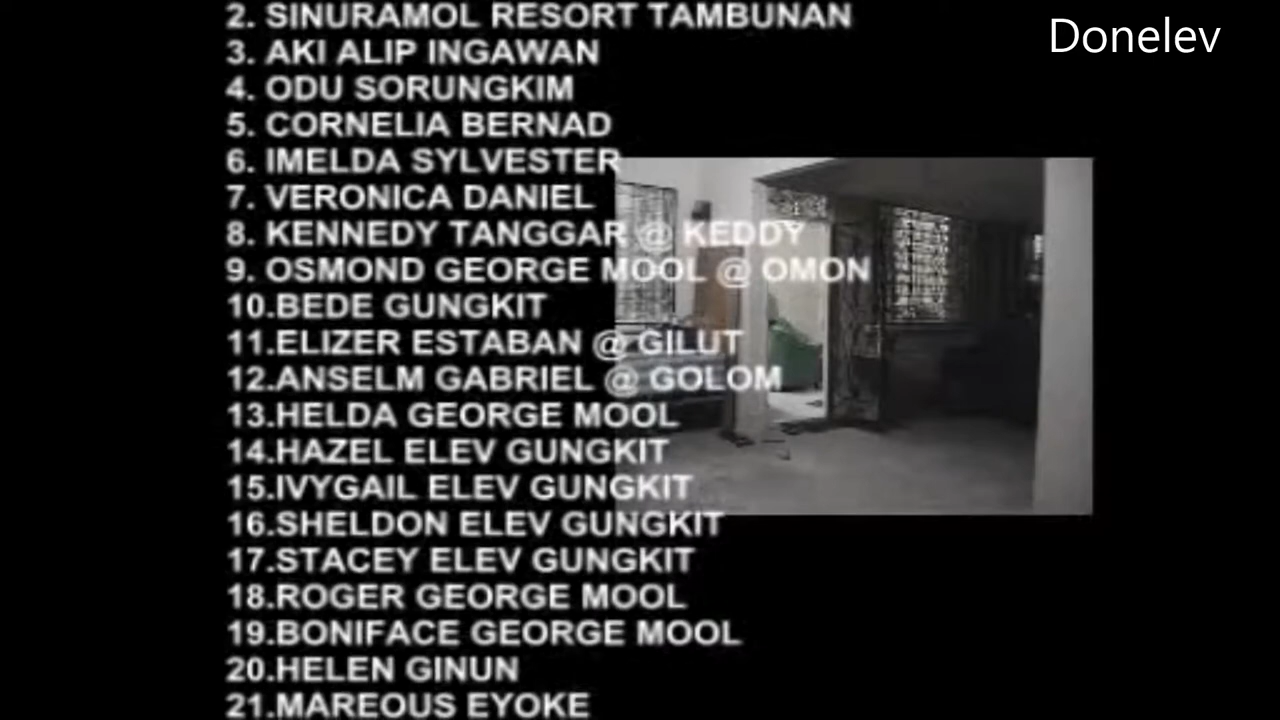 Donelev
2. SINURAMOL RESORT TAMBUNAN
3. AKI ALIP INGAWAN
4. ODU SORUNGKIM
5. CORNELIA BERNAD
6. IMELDA SYLVESTER
7. VERONICA DANIEL
8. KENNEDY TANGGAR @ KEDDY
9. OSMOND GEORGE MOOL @ OMON
10.BEDE GUNGKIT
11.ELIZER ESTABAN @ GILUT
12.ANSELM GABRIEL @ GOLOM
13.HELDA GEORGE MOOL
14.HAZEL ELEV GUNGKIT
15.IVYGAIL ELEV GUNGKIT
16.SHELDON ELEV GUNGKIT
17.STACEY ELEV GUNGKIT
18.ROGER GEORGE MOOL
19.BONIFACE GEORGE MOOL
20.HELEN GINUN
21.MAREOUS EYOKE